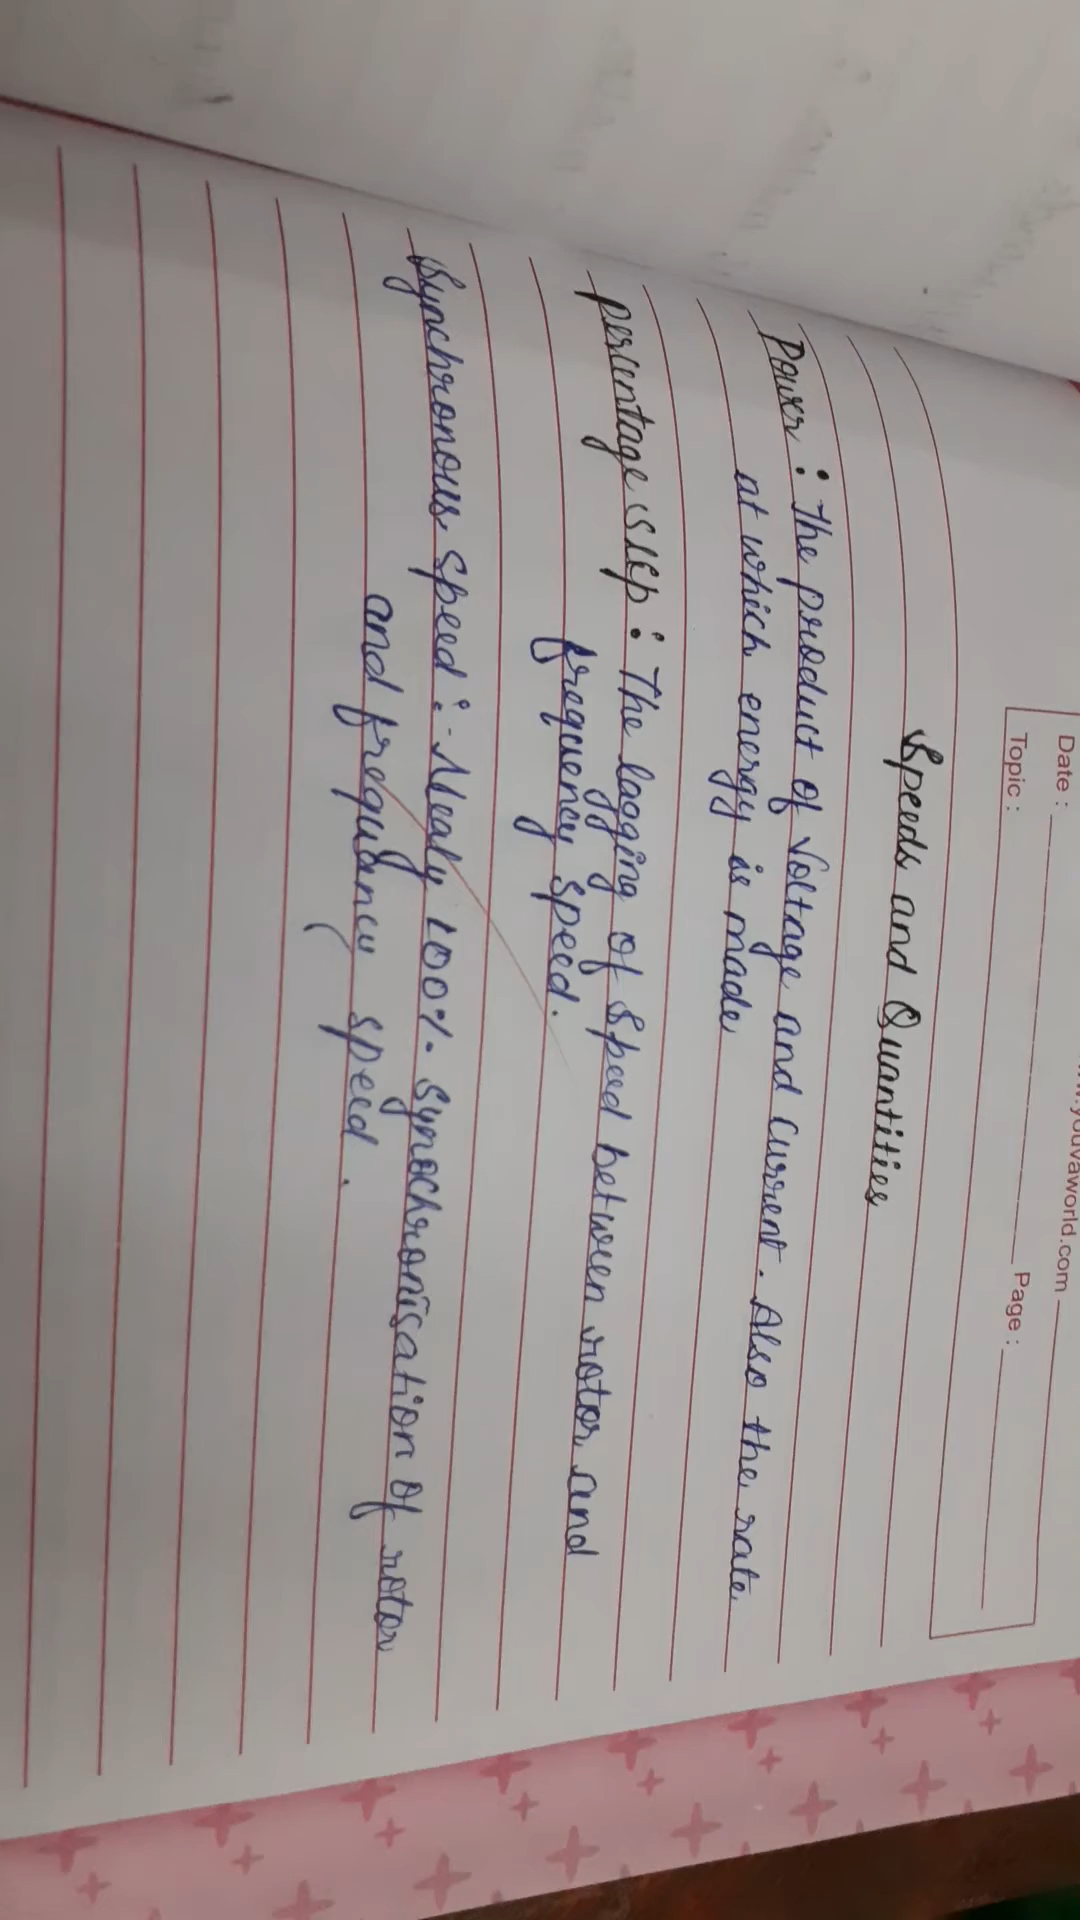 www.youvaworld.com
Date :
Topic :
Page :
Speeds and Quantities
Power : The product of voltage and current. Also the rate
at which energy is made
percentage slip : The lagging of speed between rotor and
frequency speed.
Synchronous speed :- Nealy 100% synochronisation of rotor
and frequency speed.